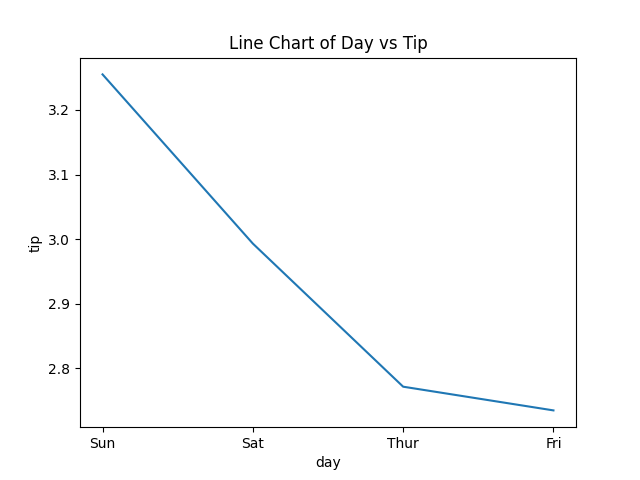 Line Chart of Day vs Tip
3.2
3.1
3.0
2.9
2.8
tip
Sun Sat Thur Fri
day